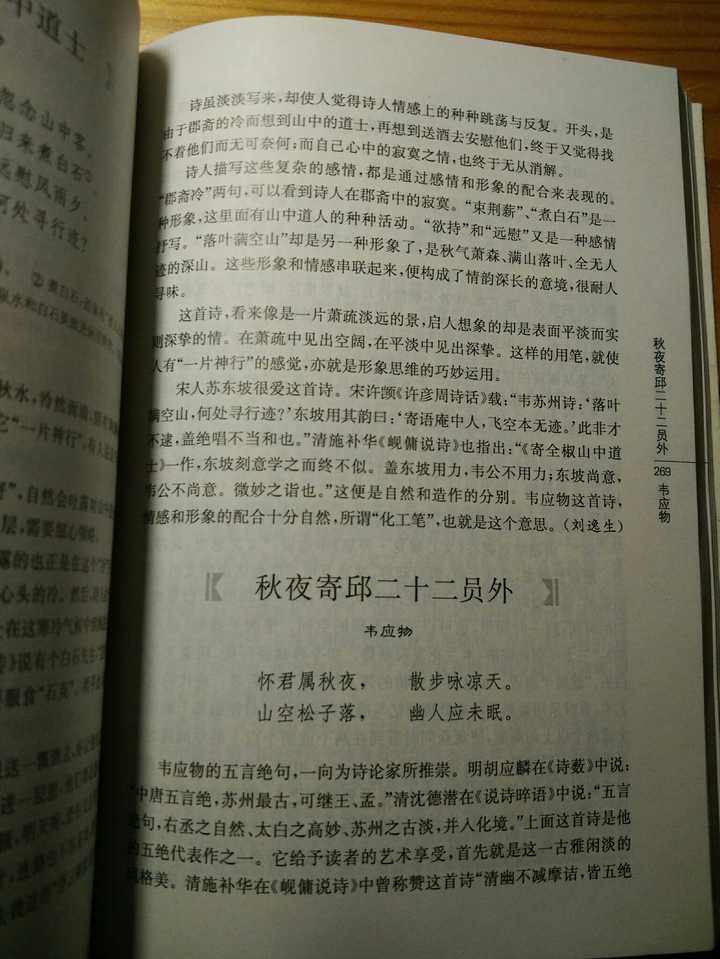 中道士
忽念山中客
归来煮白石
远慰风雨夕
何处寻行迹？
诗虽淡淡写来，却使人觉得诗人情感上的种种跳荡与反复。开头，是
由于郡斋的冷而想到山中的道士，再想到送酒去安慰他们，终于又觉得找
不着他们而无可奈何；而自己心中的寂寞之情，也终于无从消解。
诗人描写这些复杂的感情，都是通过感情和形象的配合来表现的。
“郡斋冷”两句，可以看到诗人在郡斋中的寂寞。“束荆薪”、“煮白石”是一
种形象，这里面有山中道人的种种活动。“欲持”和“远慰”又是一种感情
抒写。“落叶满空山”却是另一种形象了，是秋气萧森、满山落叶、全无人
迹的深山。这些形象和情感串联起来，便构成了情韵深长的意境，很耐人
寻味。
这首诗，看来像是一片萧疏淡远的景，启人想象的却是表面平淡而实
则深挚的情。在萧疏中见出空阔，在平淡中见出深挚。这样的用笔，就使
人有“一片神行”的感觉，亦就是形象思维的巧妙运用。
宋人苏东坡很爱这首诗。宋许顗《许彦周诗话》载：“韦苏州诗：‘落叶
满空山，何处寻行迹？’东坡用其韵曰：‘寄语庵中人，飞空本无迹。’此非才
不逮，盖绝唱不当和也。”清施补华《岘傭说诗》也指出：“《寄全椒山中道
士》一作，东坡刻意学之而终不似。盖东坡用力，韦公不用力；东坡尚意，
韦公不尚意。微妙之诣也。”这便是自然和造作的分别。韦应物这首诗，
情感和形象的配合十分自然，所谓“化工笔”，也就是这个意思。（刘逸生）
秋夜寄邱二十二员外
韦应物
怀君属秋夜， 散步咏凉天。
山空松子落， 幽人应未眠。
韦应物的五言绝句，一向为诗论家所推崇。明胡应麟在《诗薮》中说：
“中唐五言绝，苏州最古，可继王、孟。”清沈德潜在《说诗晬语》中说：“五言
绝句，右丞之自然、太白之高妙、苏州之古淡，并入化境。”上面这首诗是他
的五绝代表作之一。它给予读者的艺术享受，首先就是这一古雅闲淡的
风格美。清施补华在《岘傭说诗》中曾称赞这首诗“清幽不减摩诘，皆五绝
秋夜寄邱二十二员外
269
韦应物